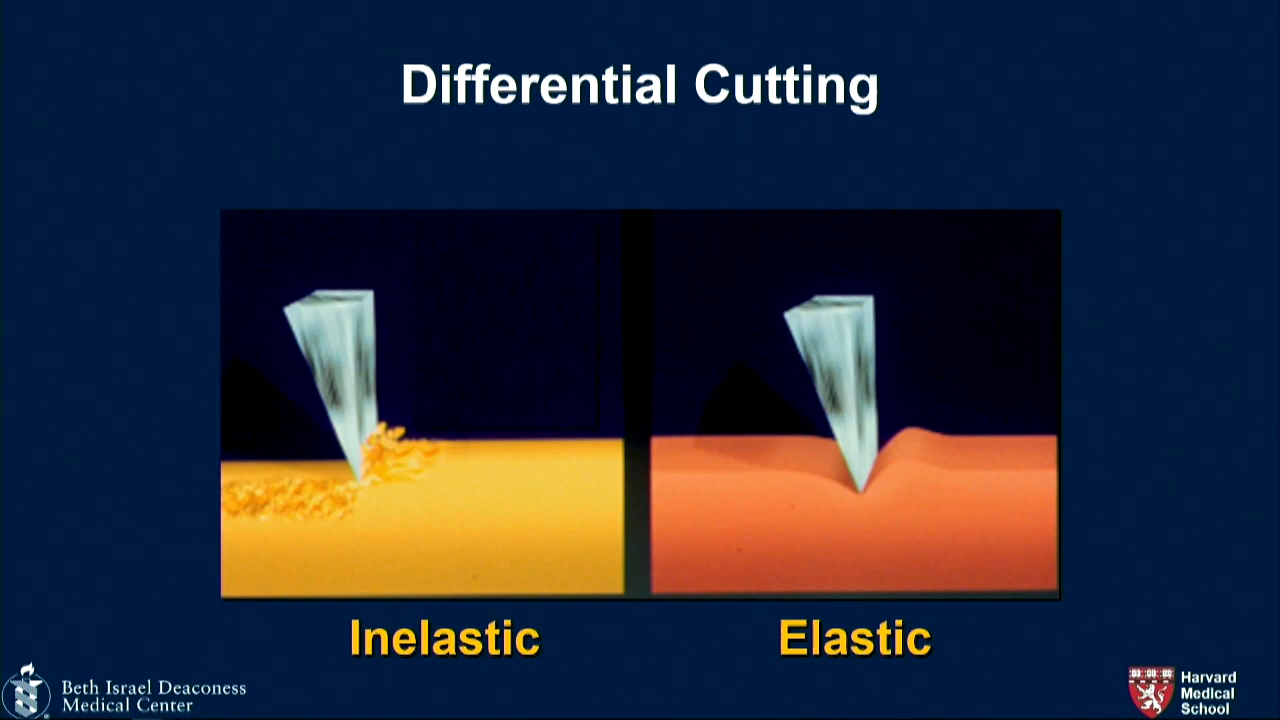 Differential Cutting
Inelastic
Elastic
Beth Israel Deaconess
Medical Center
Harvard
Medical
School